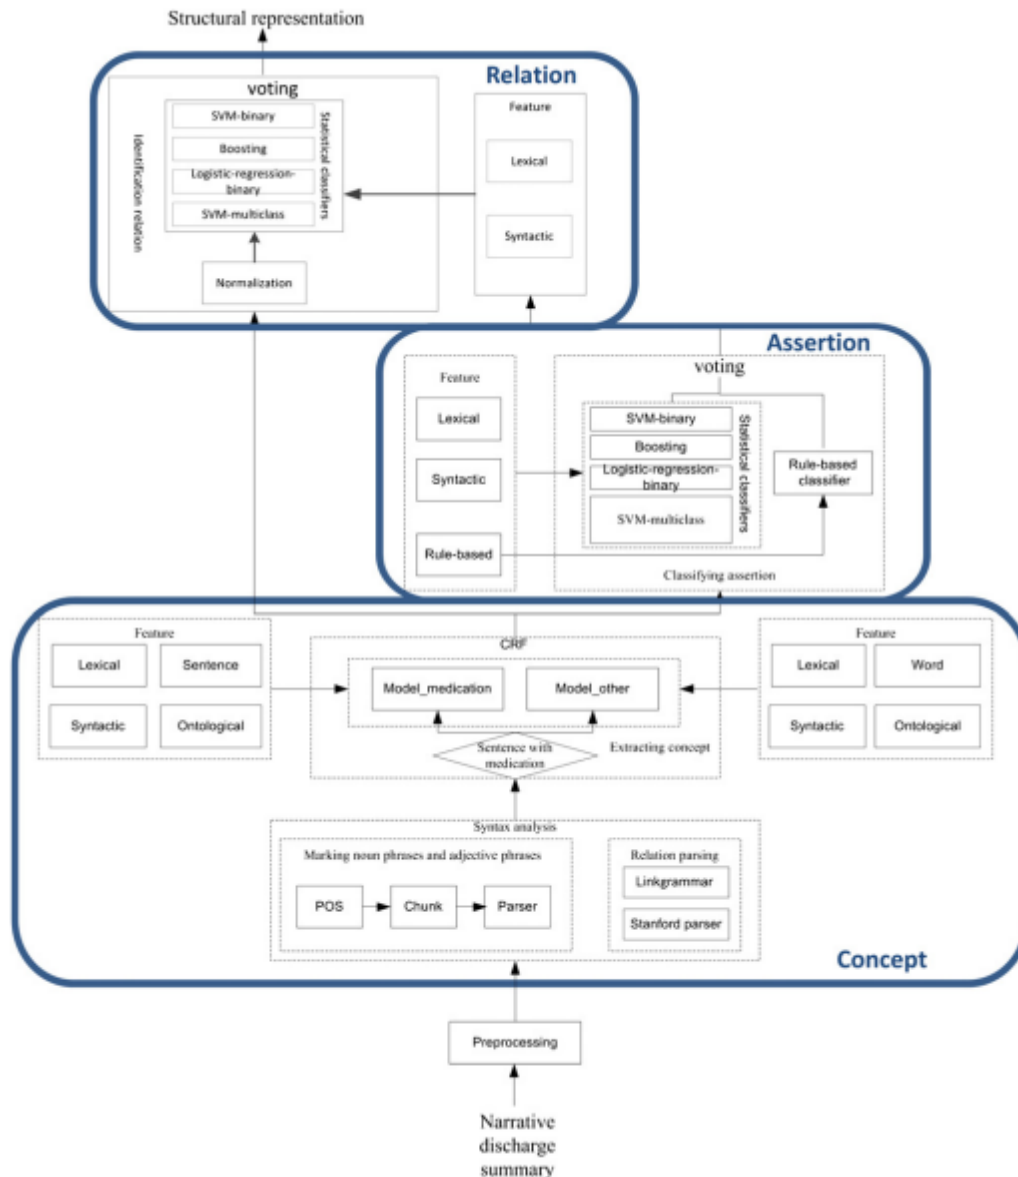 Structural representation
Relation
voting
SVM-binary
Boosting
Logistic-regression-
binary
SVM-multiclass
Statistical classifiers
Identification relation
Normalization
Feature
Lexical
Syntactic
Assertion
Feature
Lexical
Syntactic
Rule-based
voting
SVM-binary
Boosting
Logistic-regression-
binary
SVM-multiclass
Statistical classifiers
Rule-based
classifier
Classifying assertion
Feature
Lexical
Sentence
Syntactic
Ontological
CRF
Model_medication
Model_other
Sentence with
medication
Extracting concept
Feature
Lexical
Word
Syntactic
Ontological
Syntax analysis
Marking noun phrases and adjective phrases
POS
Chunk
Parser
Relation parsing
Linkgrammar
Stanford parser
Concept
Preprocessing
Narrative
discharge
summary